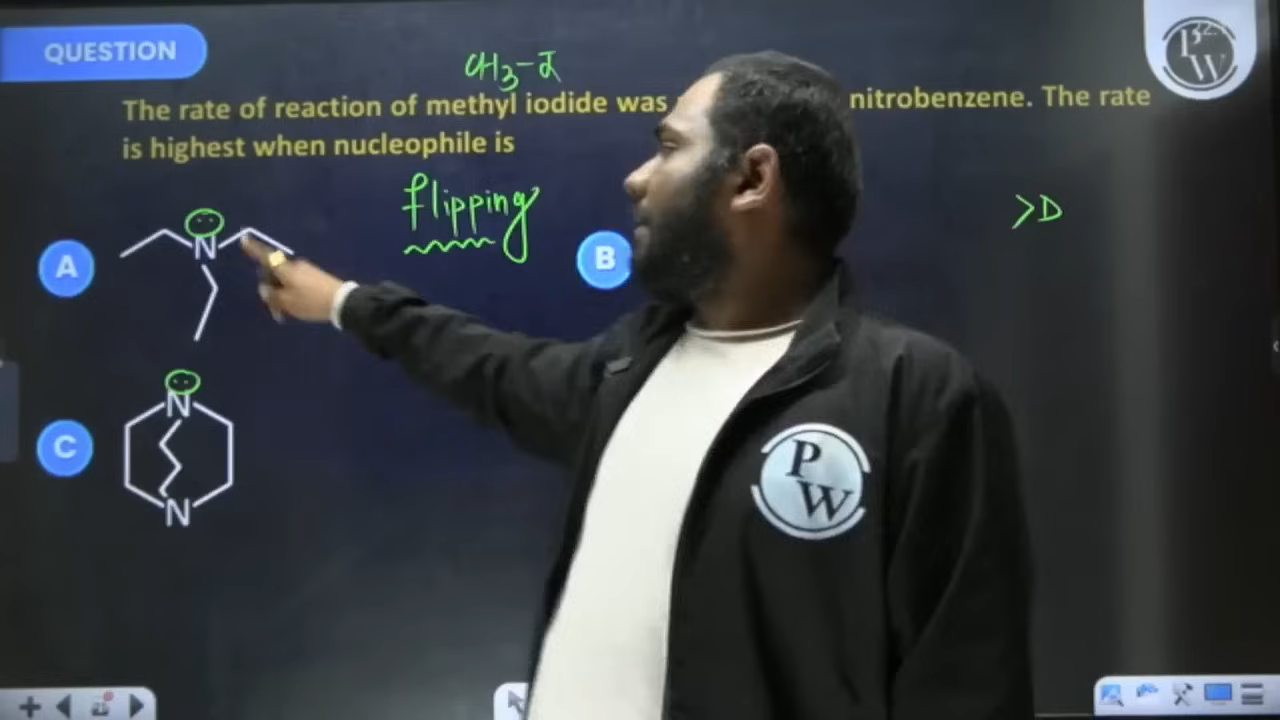 QUESTION
CH3-I
The rate of reaction of methyl iodide was nitrobenzene. The rate
is highest when nucleophile is
flipping
>D
A
N
B
C
N
N
P
W
PW